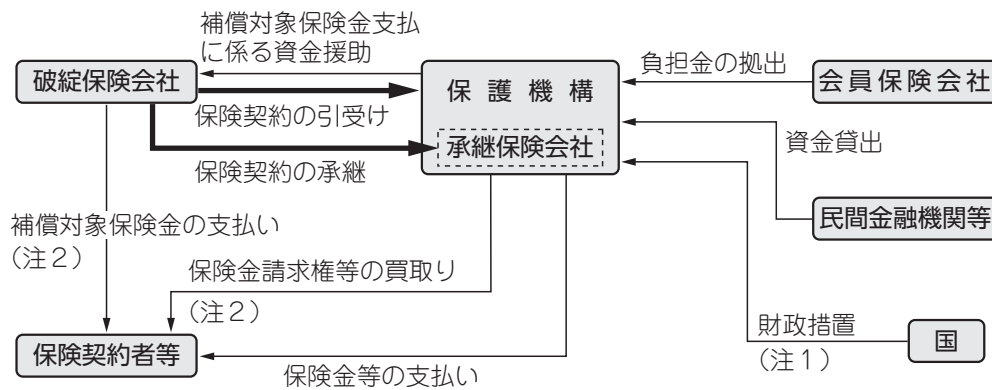 補償対象保険金支払
に係る資金援助
破綻保険会社
保護機構
負担金の拠出
会員保険会社
保険契約の引受け
承継保険会社
資金貸出
保険契約の承継
民間金融機関等
補償対象保険金の支払い
（注２）
保険金請求権等の買取り
（注２）
財政措置
（注１）
国
保険契約者等
保険金等の支払い